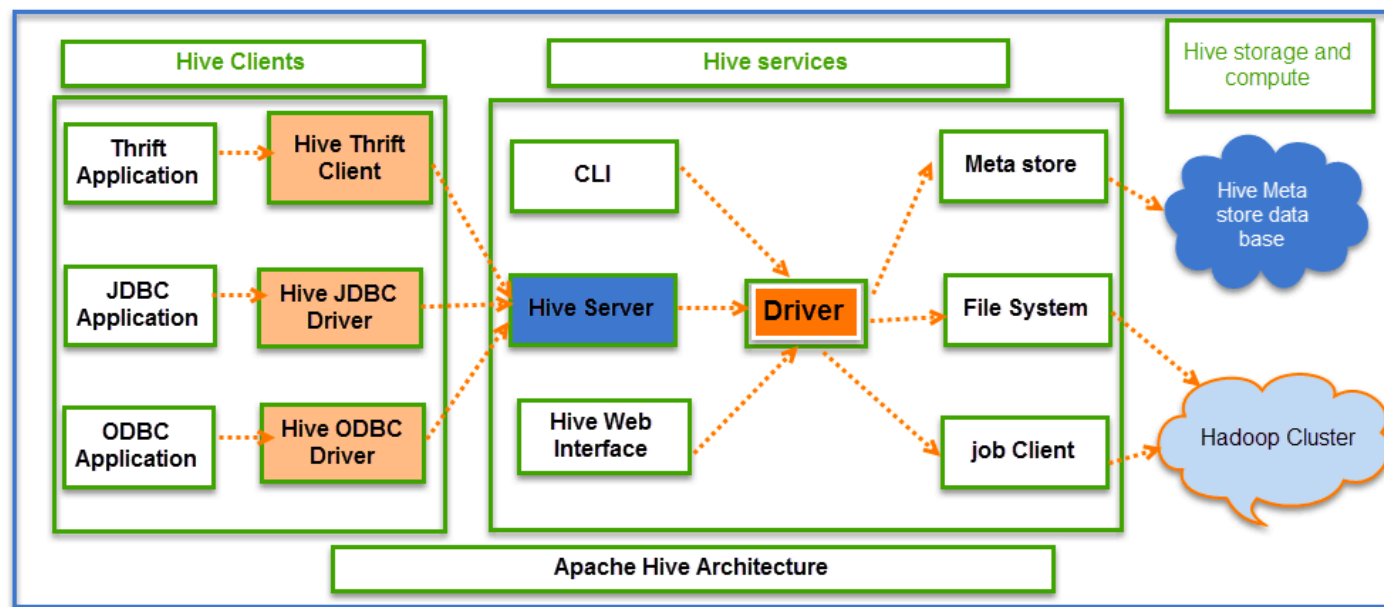 Hive Clients
Hive services
Hive storage and
compute
Thrift
Application
Hive Thrift
Client
CLI
Meta store
Hive Meta
store data
base
JDBC
Application
Hive JDBC
Driver
Hive Server
Driver
File System
ODBC
Application
Hive ODBC
Driver
Hive Web
Interface
job Client
Hadoop Cluster
Apache Hive Architecture